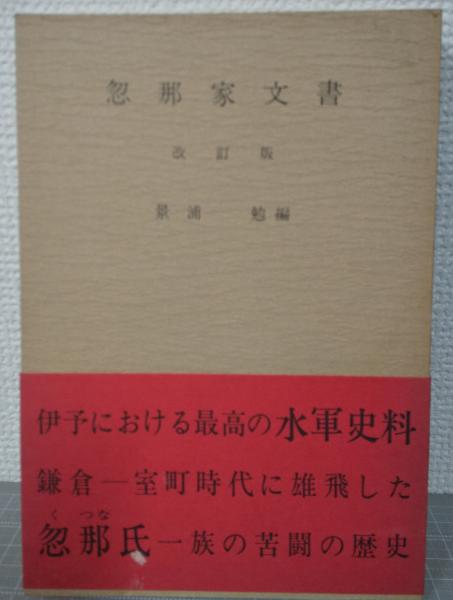 忽那家文書
改訂版
景浦 勉編
伊予における最高の水軍史料
鎌倉―室町時代に雄飛した
くつな
忽那氏一族の苦闘の歴史